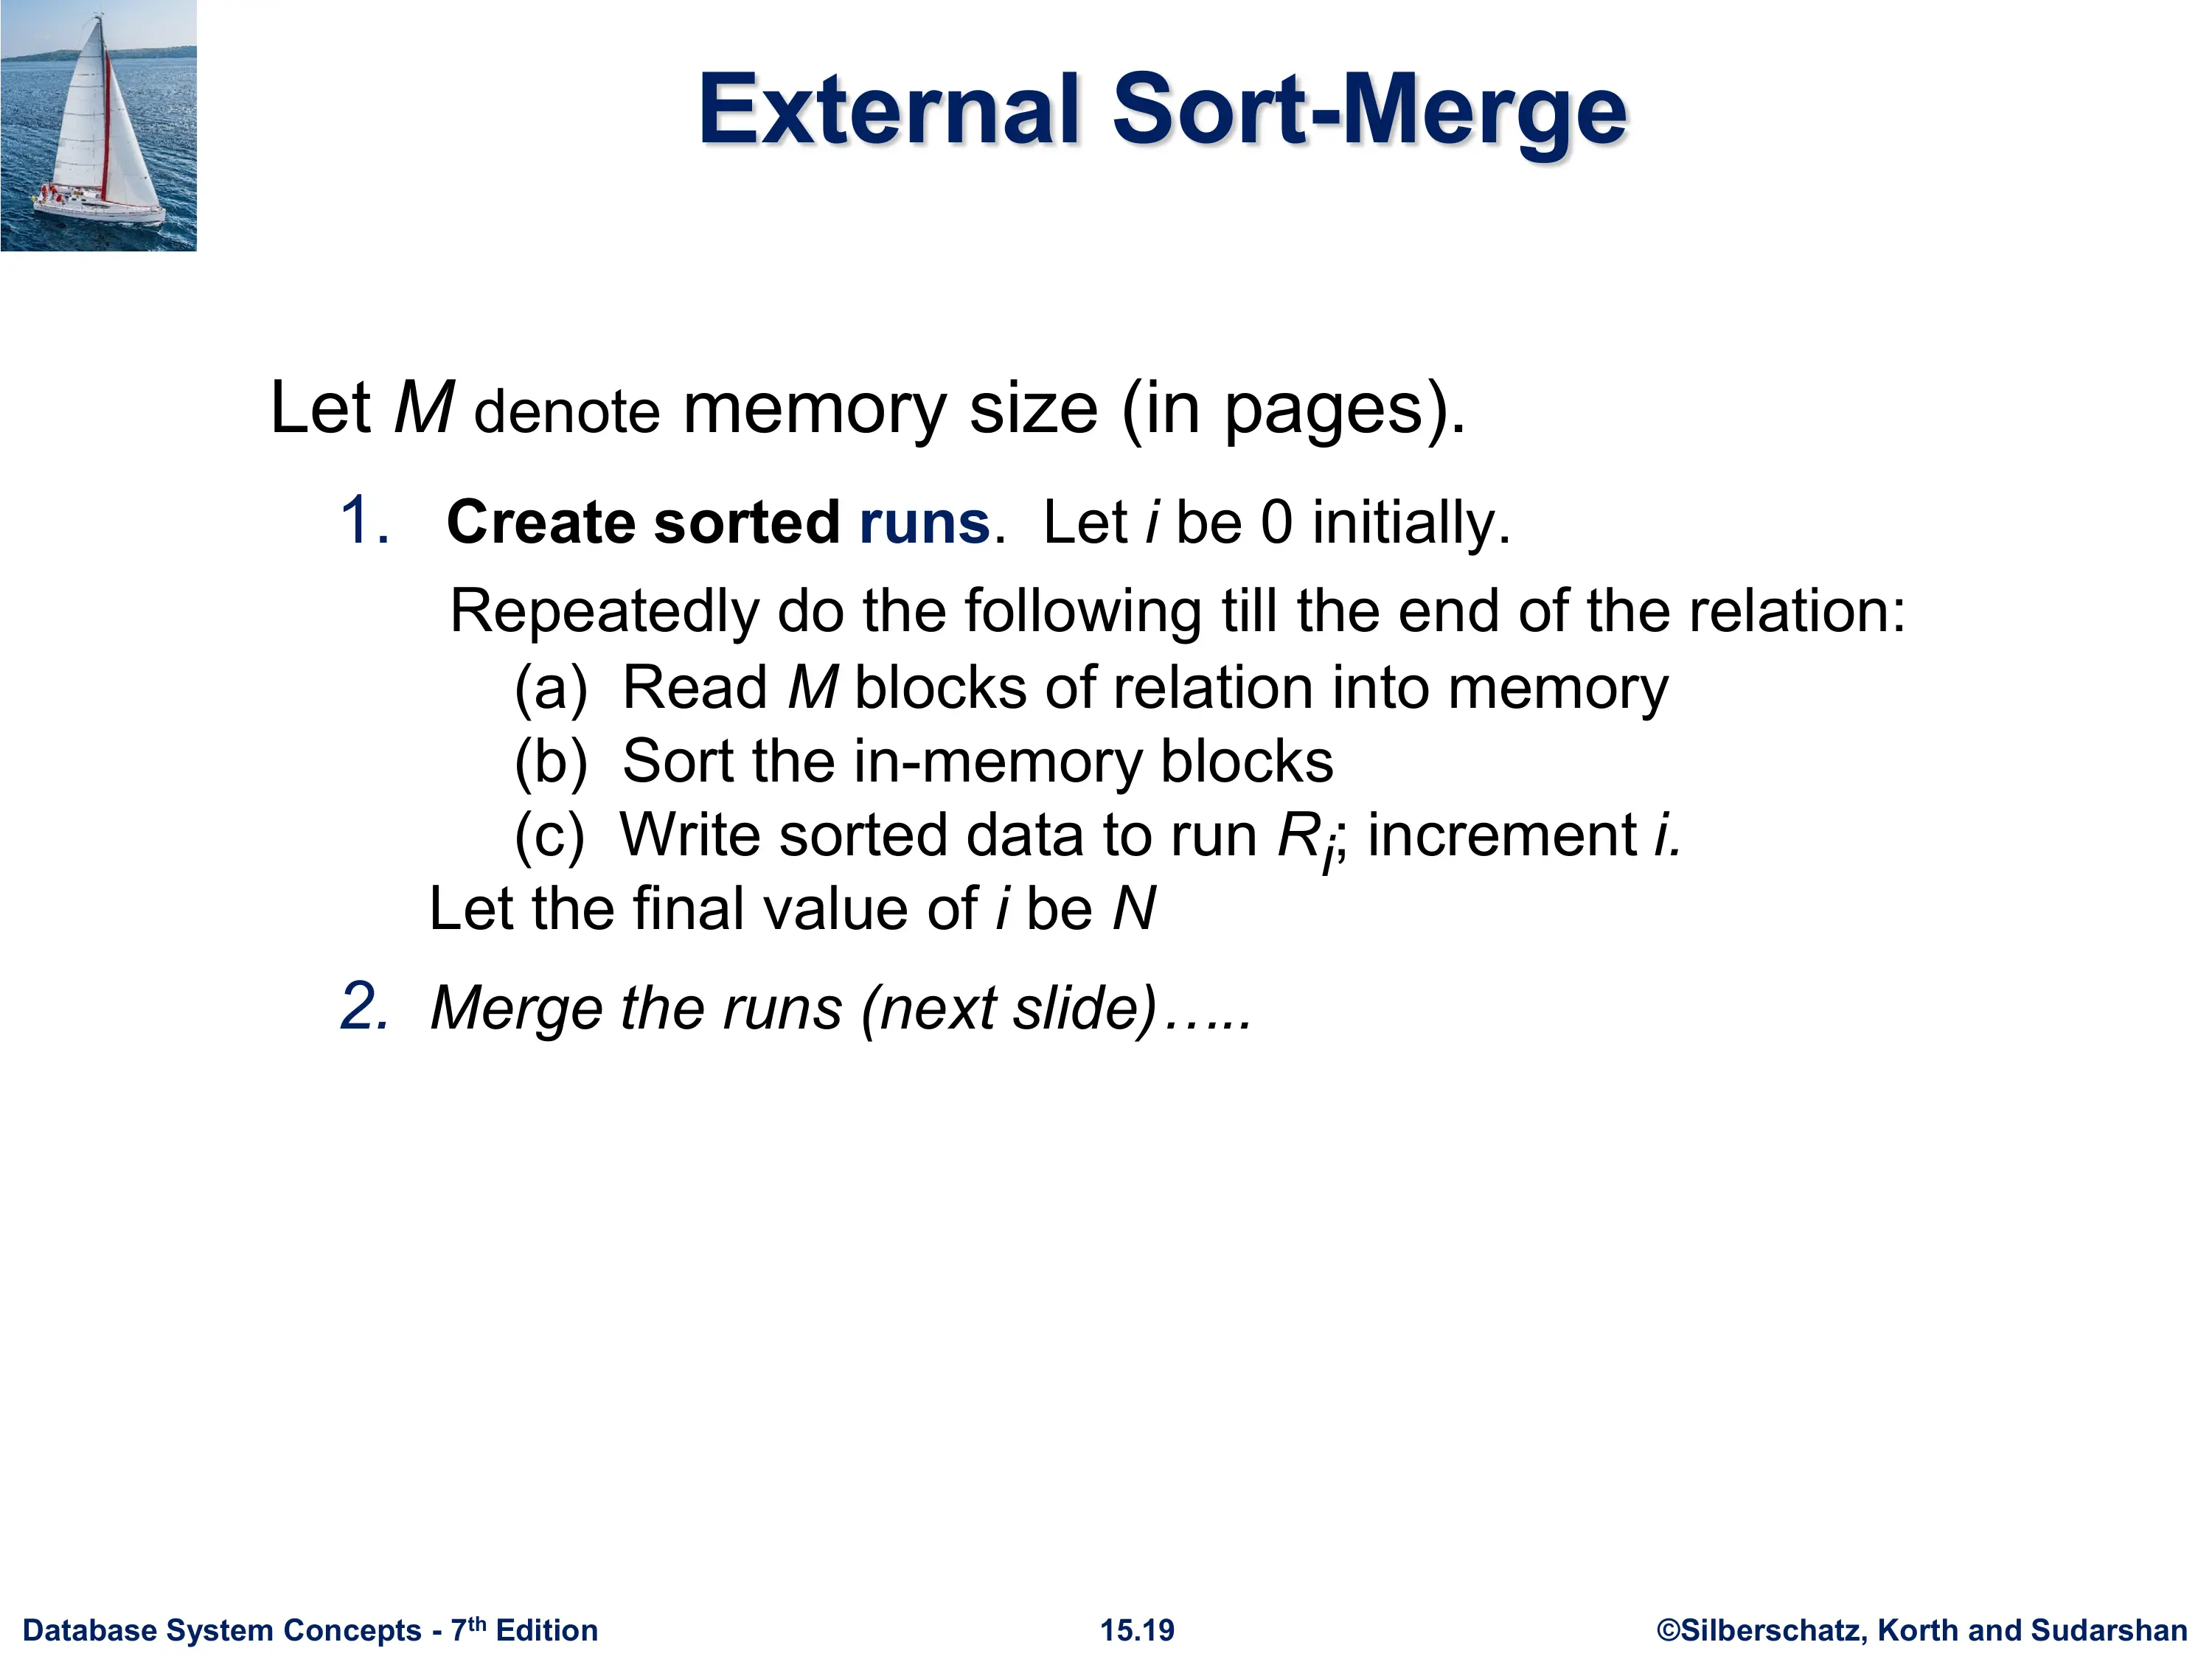 External Sort-Merge
Let M denote memory size (in pages).
1. Create sorted runs. Let i be 0 initially.
Repeatedly do the following till the end of the relation:
(a) Read M blocks of relation into memory
(b) Sort the in-memory blocks
(c) Write sorted data to run Ri; increment i.
Let the final value of i be N
2. Merge the runs (next slide)…..
Database System Concepts - 7th Edition
15.19
©Silberschatz, Korth and Sudarshan